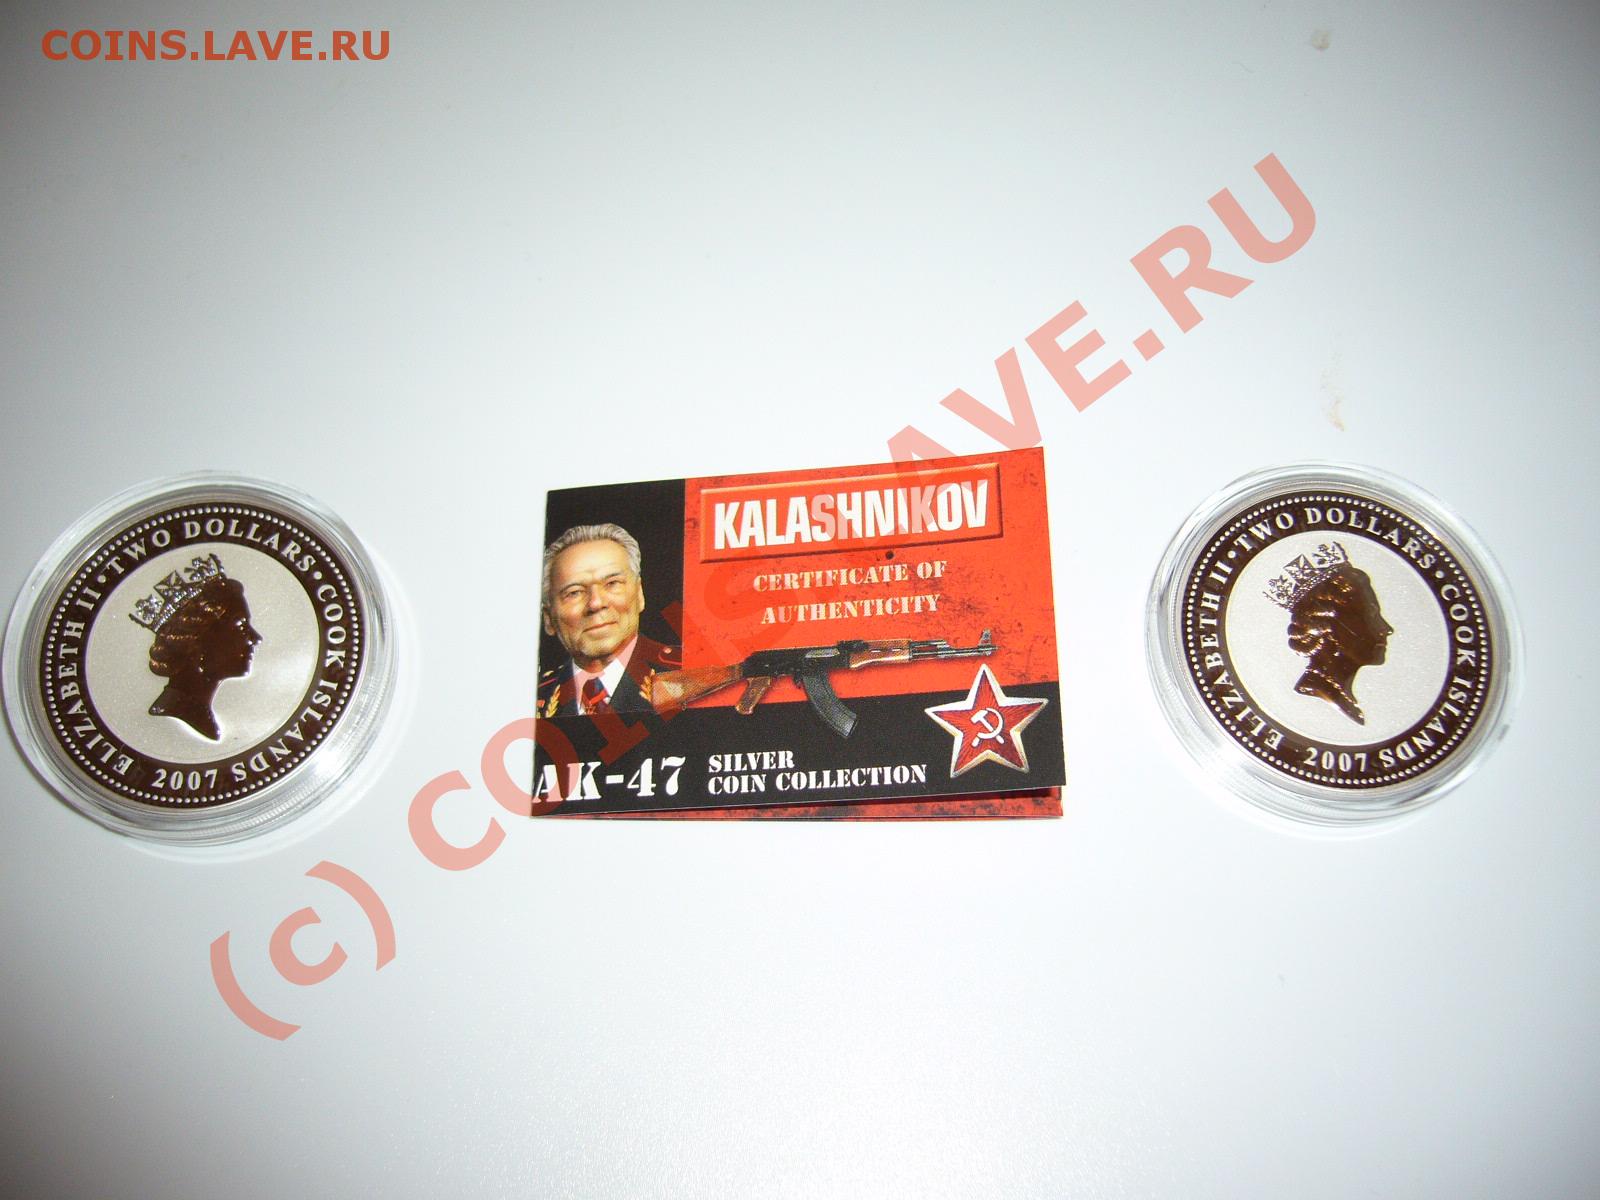 COINS.LAVE.RU
ELIZABETH II · TWO DOLLARS · COOK ISLANDS
2007
KALASHNIKOV
CERTIFICATE OF
AUTHENTICITY
AK-47 SILVER
COIN COLLECTION
ELIZABETH II · TWO DOLLARS · COOK ISLANDS
2007
(c) COINS.LAVE.RU